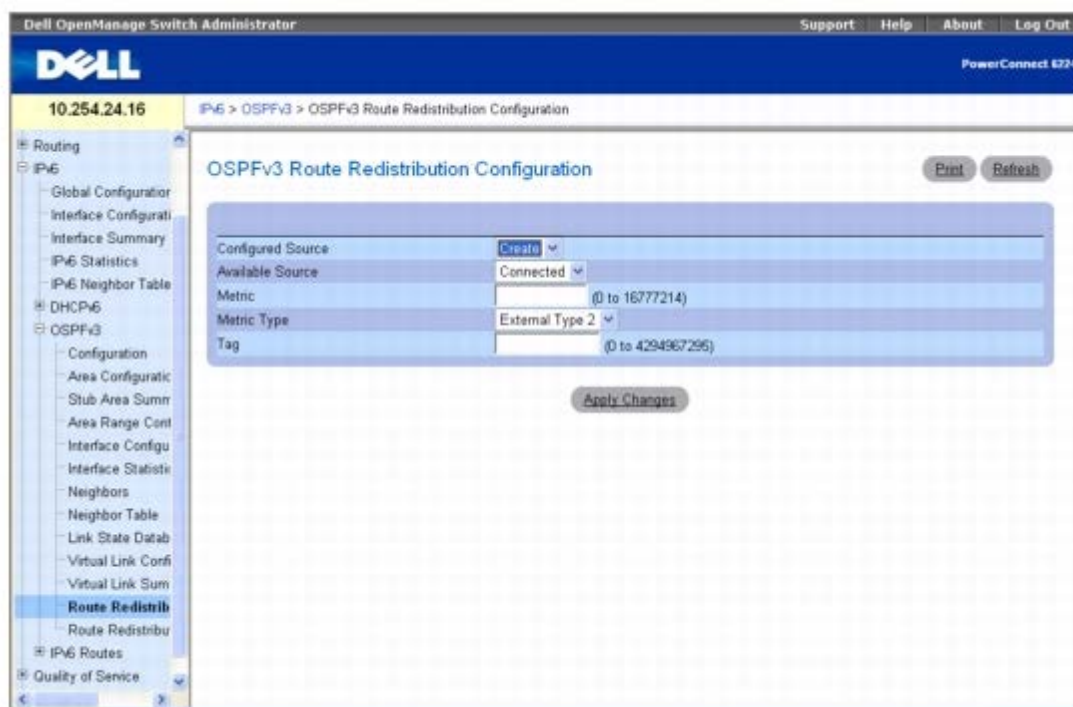 Dell OpenManage Switch Administrator
Support Help About Log Out
DELL
PowerConnect 6224
10.254.24.16
IPv6 > OSPFv3 > OSPFv3 Route Redistribution Configuration
Routing
IPv6
Global Configuration
Interface Configurati
Interface Summary
IPv6 Statistics
IPv6 Neighbor Table
DHCPv6
OSPFv3
Configuration
Area Configuratic
Stub Area Summ
Area Range Conf
Interface Configu
Interface Statistic
Neighbors
Neighbor Table
Link State Datab
Virtual Link Confi
Virtual Link Sum
Route Redistrib
Route Redistribu
IPv6 Routes
Quality of Service
OSPFv3 Route Redistribution Configuration
Print Refresh
Configured Source Create
Available Source Connected
Metric (0 to 16777214)
Metric Type External Type 2
Tag (0 to 4294967295)
Apply Changes